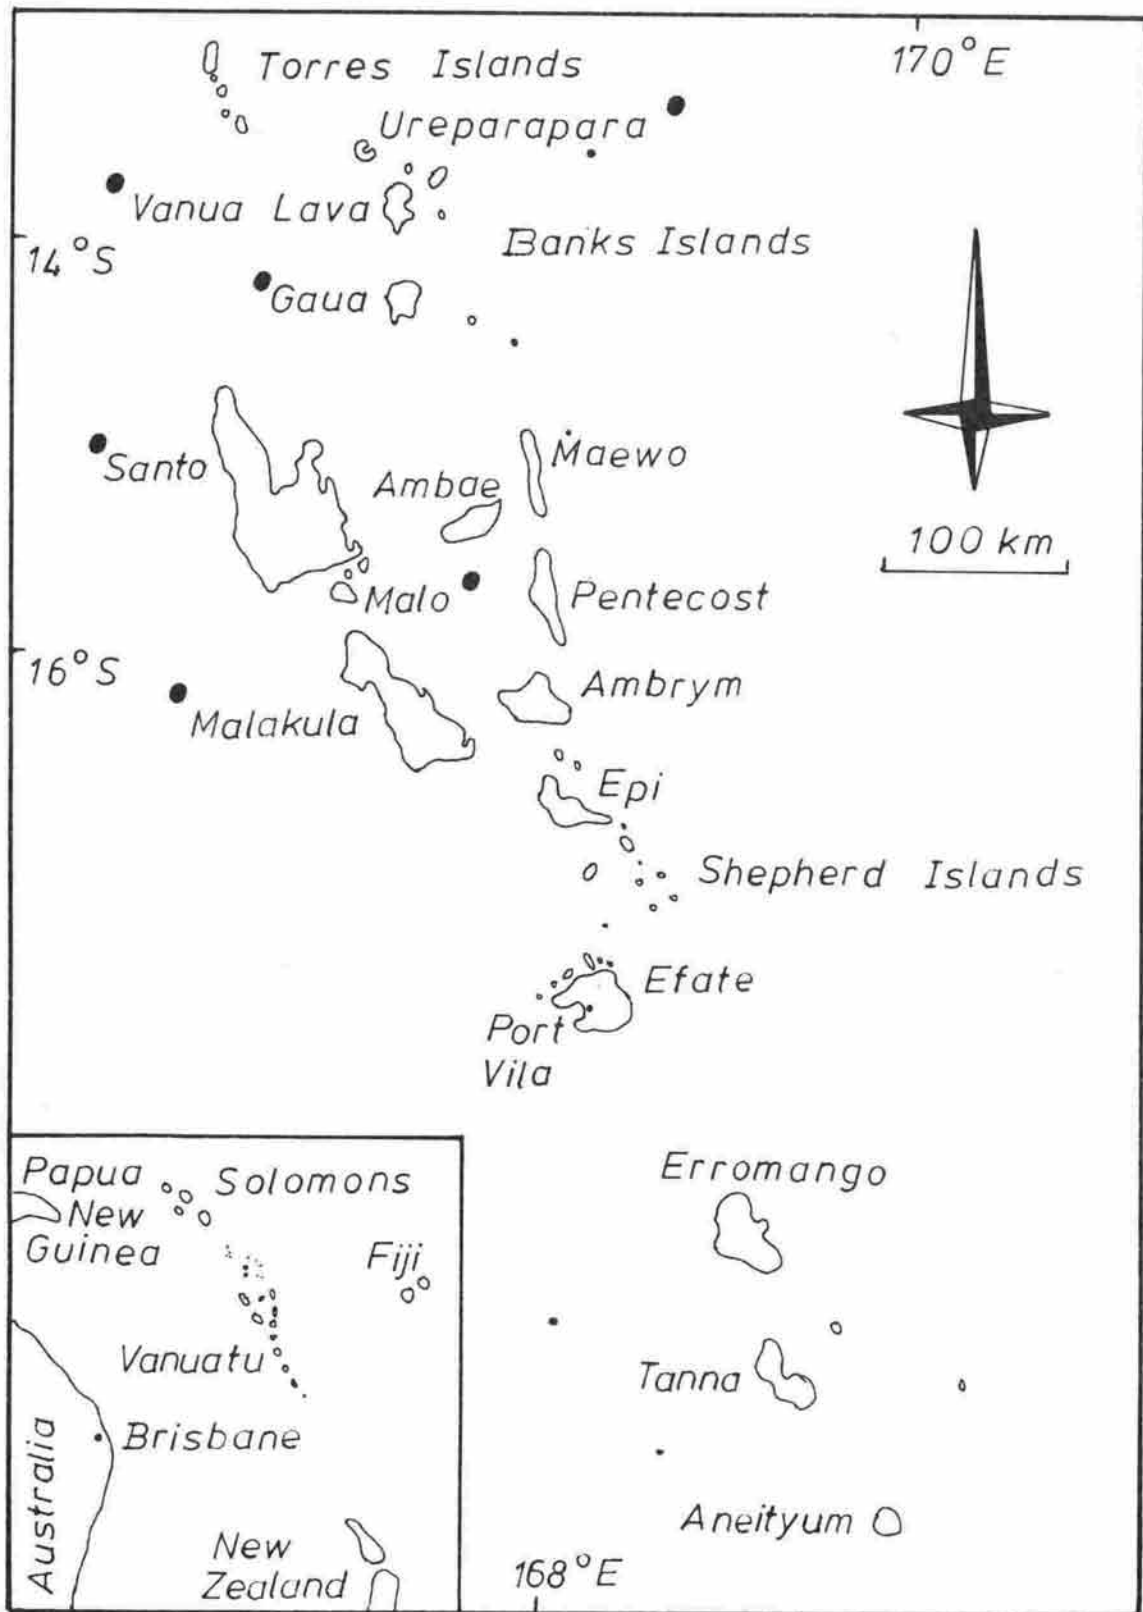 170°E
Torres Islands
Ureparapara
Vanua Lava
14°S
Banks Islands
Gaua
Santo
Ambae
Maewo
100 km
Malo
Pentecost
16°S
Malakula
Ambrym
Epi
Shepherd Islands
Efate
Port
Vila
Erromango
Tanna
Aneityum
168°E
Papua
New
Guinea
Solomons
Fiji
Vanuatu
Brisbane
Australia
New
Zealand